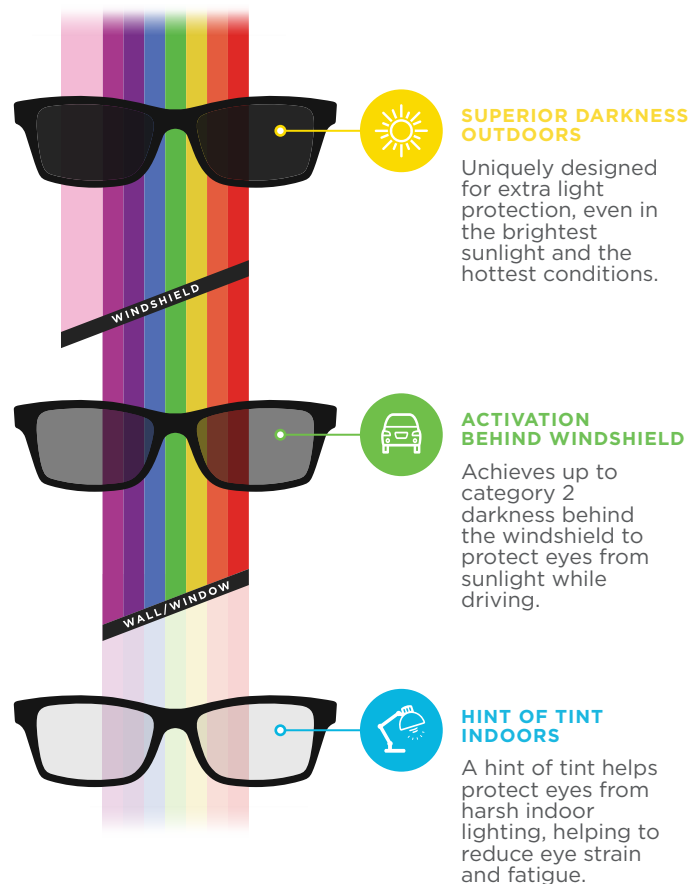 SUPERIOR DARKNESS
OUTDOORS
Uniquely designed
for extra light
protection, even in
the brightest
sunlight and the
hottest conditions.
WINDSHIELD
ACTIVATION
BEHIND WINDSHIELD
Achieves up to
category 2
darkness behind
the windshield to
protect eyes from
sunlight while
driving.
WALL/WINDOW
HINT OF TINT
INDOORS
A hint of tint helps
protect eyes from
harsh indoor
lighting, helping to
reduce eye strain
and fatigue.